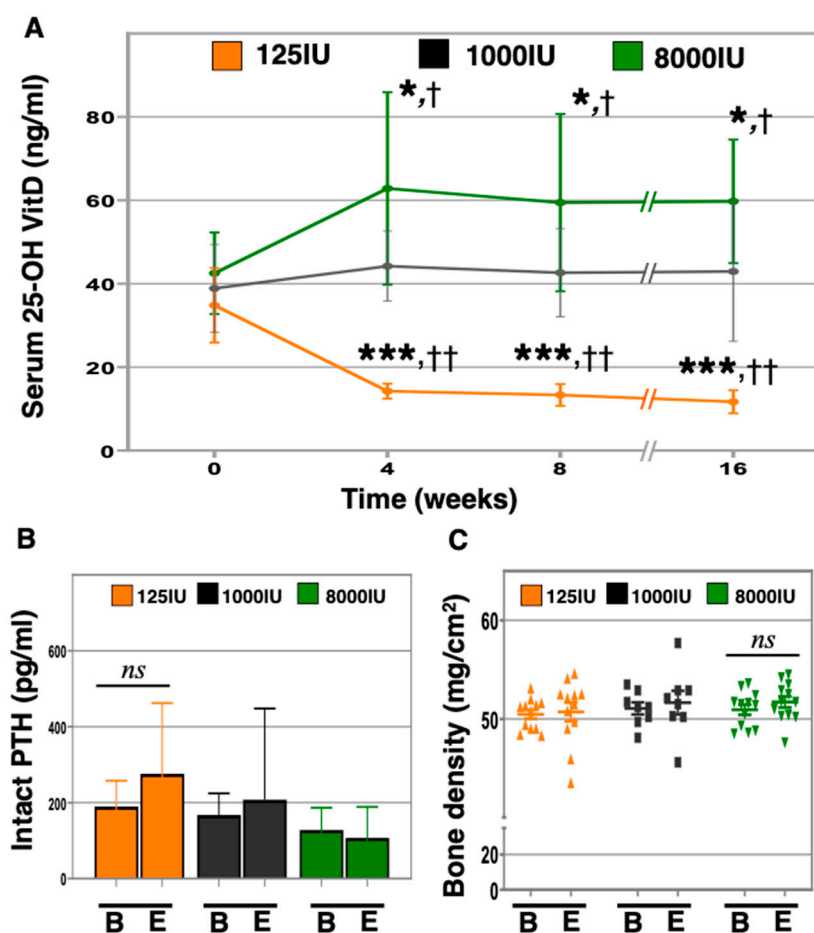 A
125IU 1000IU 8000IU
Serum 25-OH VitD (ng/ml)
80
60
40
20
0
*,† *,† *,†
***,†† ***,†† ***,††
// // //
0 4 8 // 16
Time (weeks)
B
125IU 1000IU 8000IU
Intact PTH (pg/ml)
600
400
200
0
ns
B E B E B E
C
125IU 1000IU 8000IU
Bone density (mg/cm²)
60
50
20
0
ns
B E B E B E